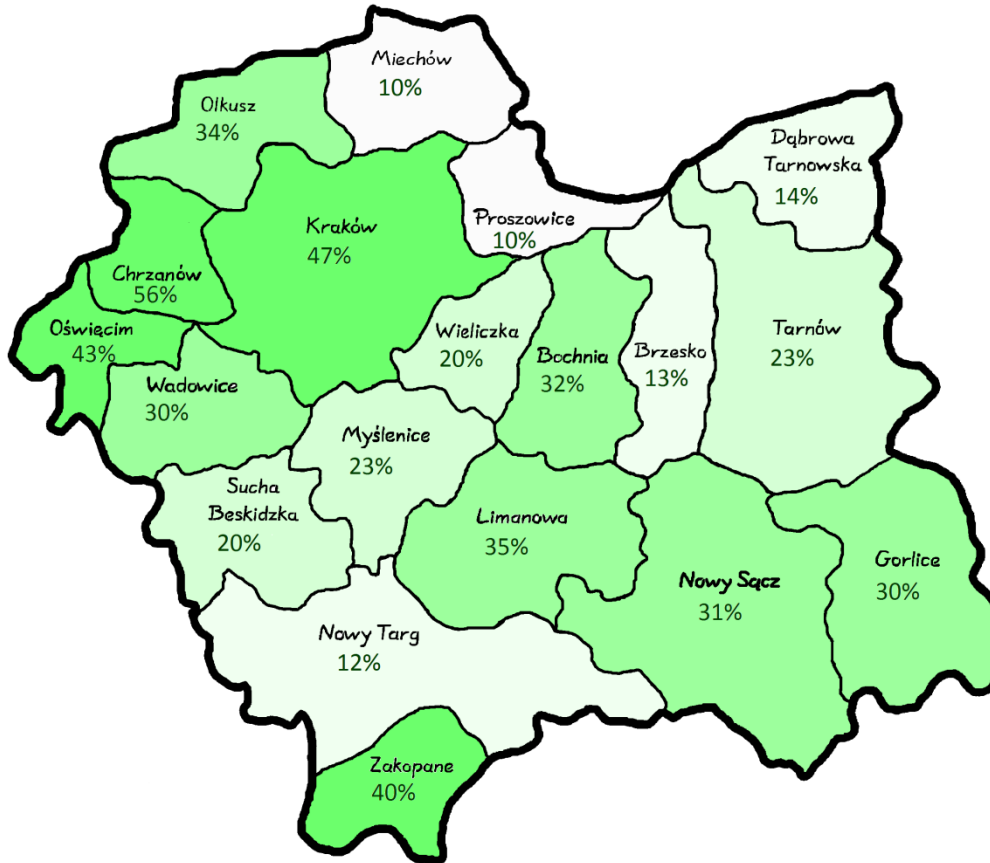 Miechów
10%
Olkusz
34%
Dąbrowa
Tarnowska
14%
Proszowice
10%
Kraków
47%
Chrzanów
56%
Oświęcim
43%
Wieliczka
20%
Bochnia
32%
Brzesko
13%
Tarnów
23%
Wadowice
30%
Myślenice
23%
Sucha
Beskidzka
20%
Limanowa
35%
Nowy Sącz
31%
Gorlice
30%
Nowy Targ
12%
Zakopane
40%